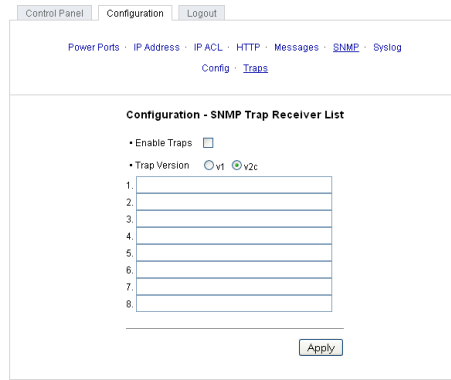 Control Panel Configuration Logout
Power Ports · IP Address · IP ACL · HTTP · Messages · SNMP · Syslog
Config · Traps
Configuration - SNMP Trap Receiver List
• Enable Traps
• Trap Version v1 v2c
1.
2.
3.
4.
5.
6.
7.
8.
Apply